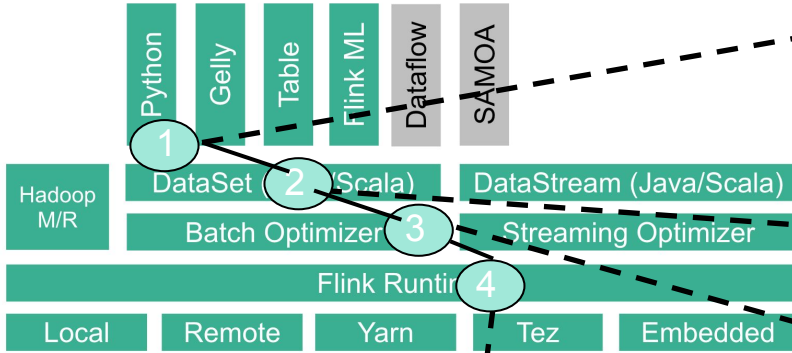 Python
Gelly
Table
Flink ML
Dataflow
SAMOA
1
Hadoop
M/R
DataSet 2 /Scala)
DataStream (Java/Scala)
Batch Optimizer
3
Streaming Optimizer
Flink Runti
4
Local
Remote
Yarn
Tez
Embedded